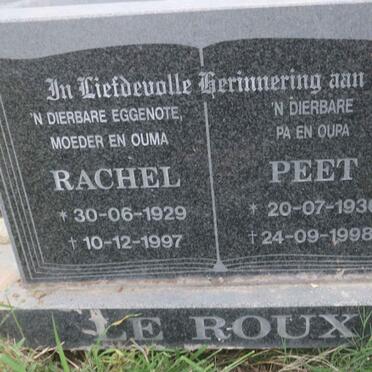 In Liefdevolle Herinnering aan
'N DIERBARE EGGENOTE,
MOEDER EN OUMA
RACHEL
* 30-06-1929
† 10-12-1997
'N DIERBARE
PA EN OUPA
PEET
* 20-07-1930
† 24-09-1998
LE ROUX